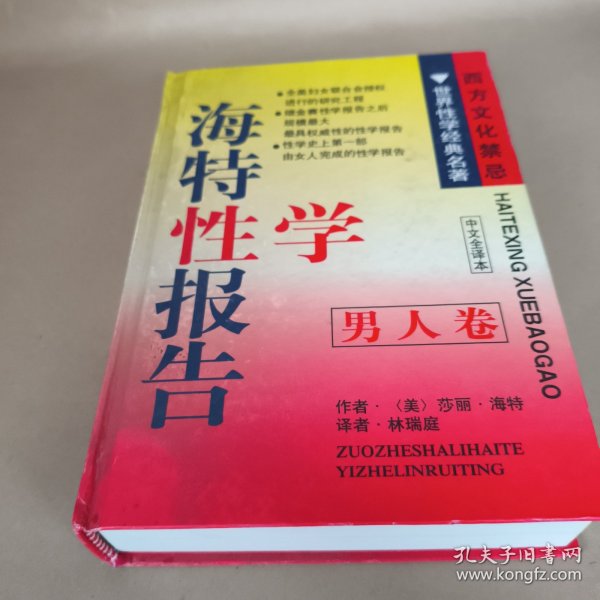 西方文化禁忌
▼世界性学经典名著
●全美妇女联合会授权
进行的研究工程
●继金赛性学报告之后
规模最大
最具权威性的性学报告
●性学史上第一部
由女人完成的性学报告
海特
性学
报告
中文全译本
HAITEXING XUEBAOGAO
男人卷
作者·〈美〉莎丽·海特
译者·林瑞庭
ZUOZHESHALIHAITE
YIZHELINRUITING
孔夫子旧书网
www.kongfz.com